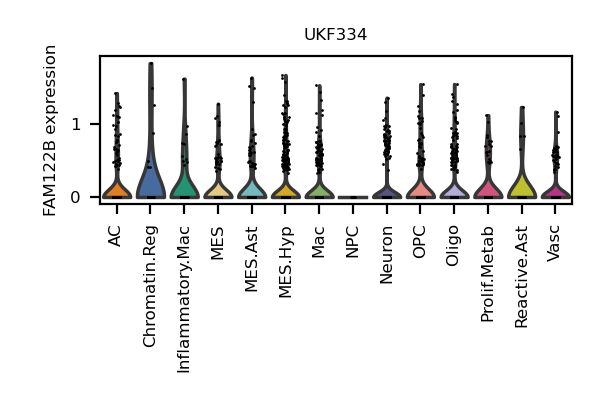 UKF334
FAM122B expression
1
0
AC
Chromatin.Reg
Inflammatory.Mac
MES
MES.Ast
MES.Hyp
Mac
NPC
Neuron
OPC
Oligo
Prolif.Metab
Reactive.Ast
Vasc